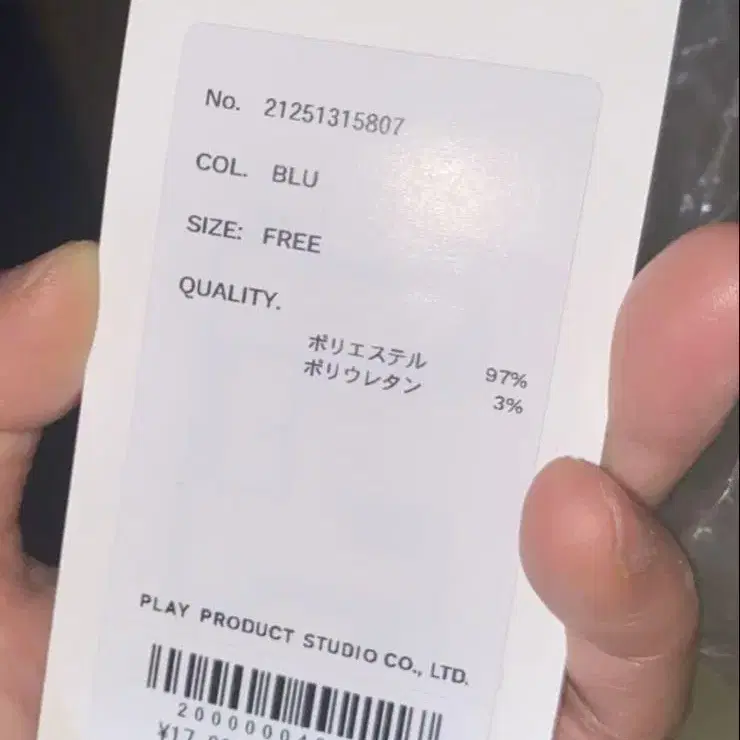 No. 21251315807
COL. BLU
SIZE: FREE
QUALITY.
ポリエステル 97%
ポリウレタン 3%
PLAY PRODUCT STUDIO CO., LTD.